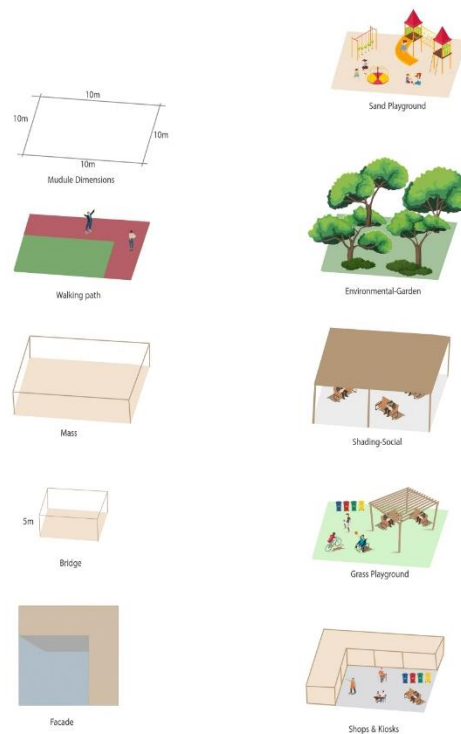 10m
10m
10m
10m
Mudule Dimensions
Walking path
Mass
5m
Bridge
Facade
Sand Playground
Environmental-Garden
Shading-Social
Grass Playground
Shops & Kiosks